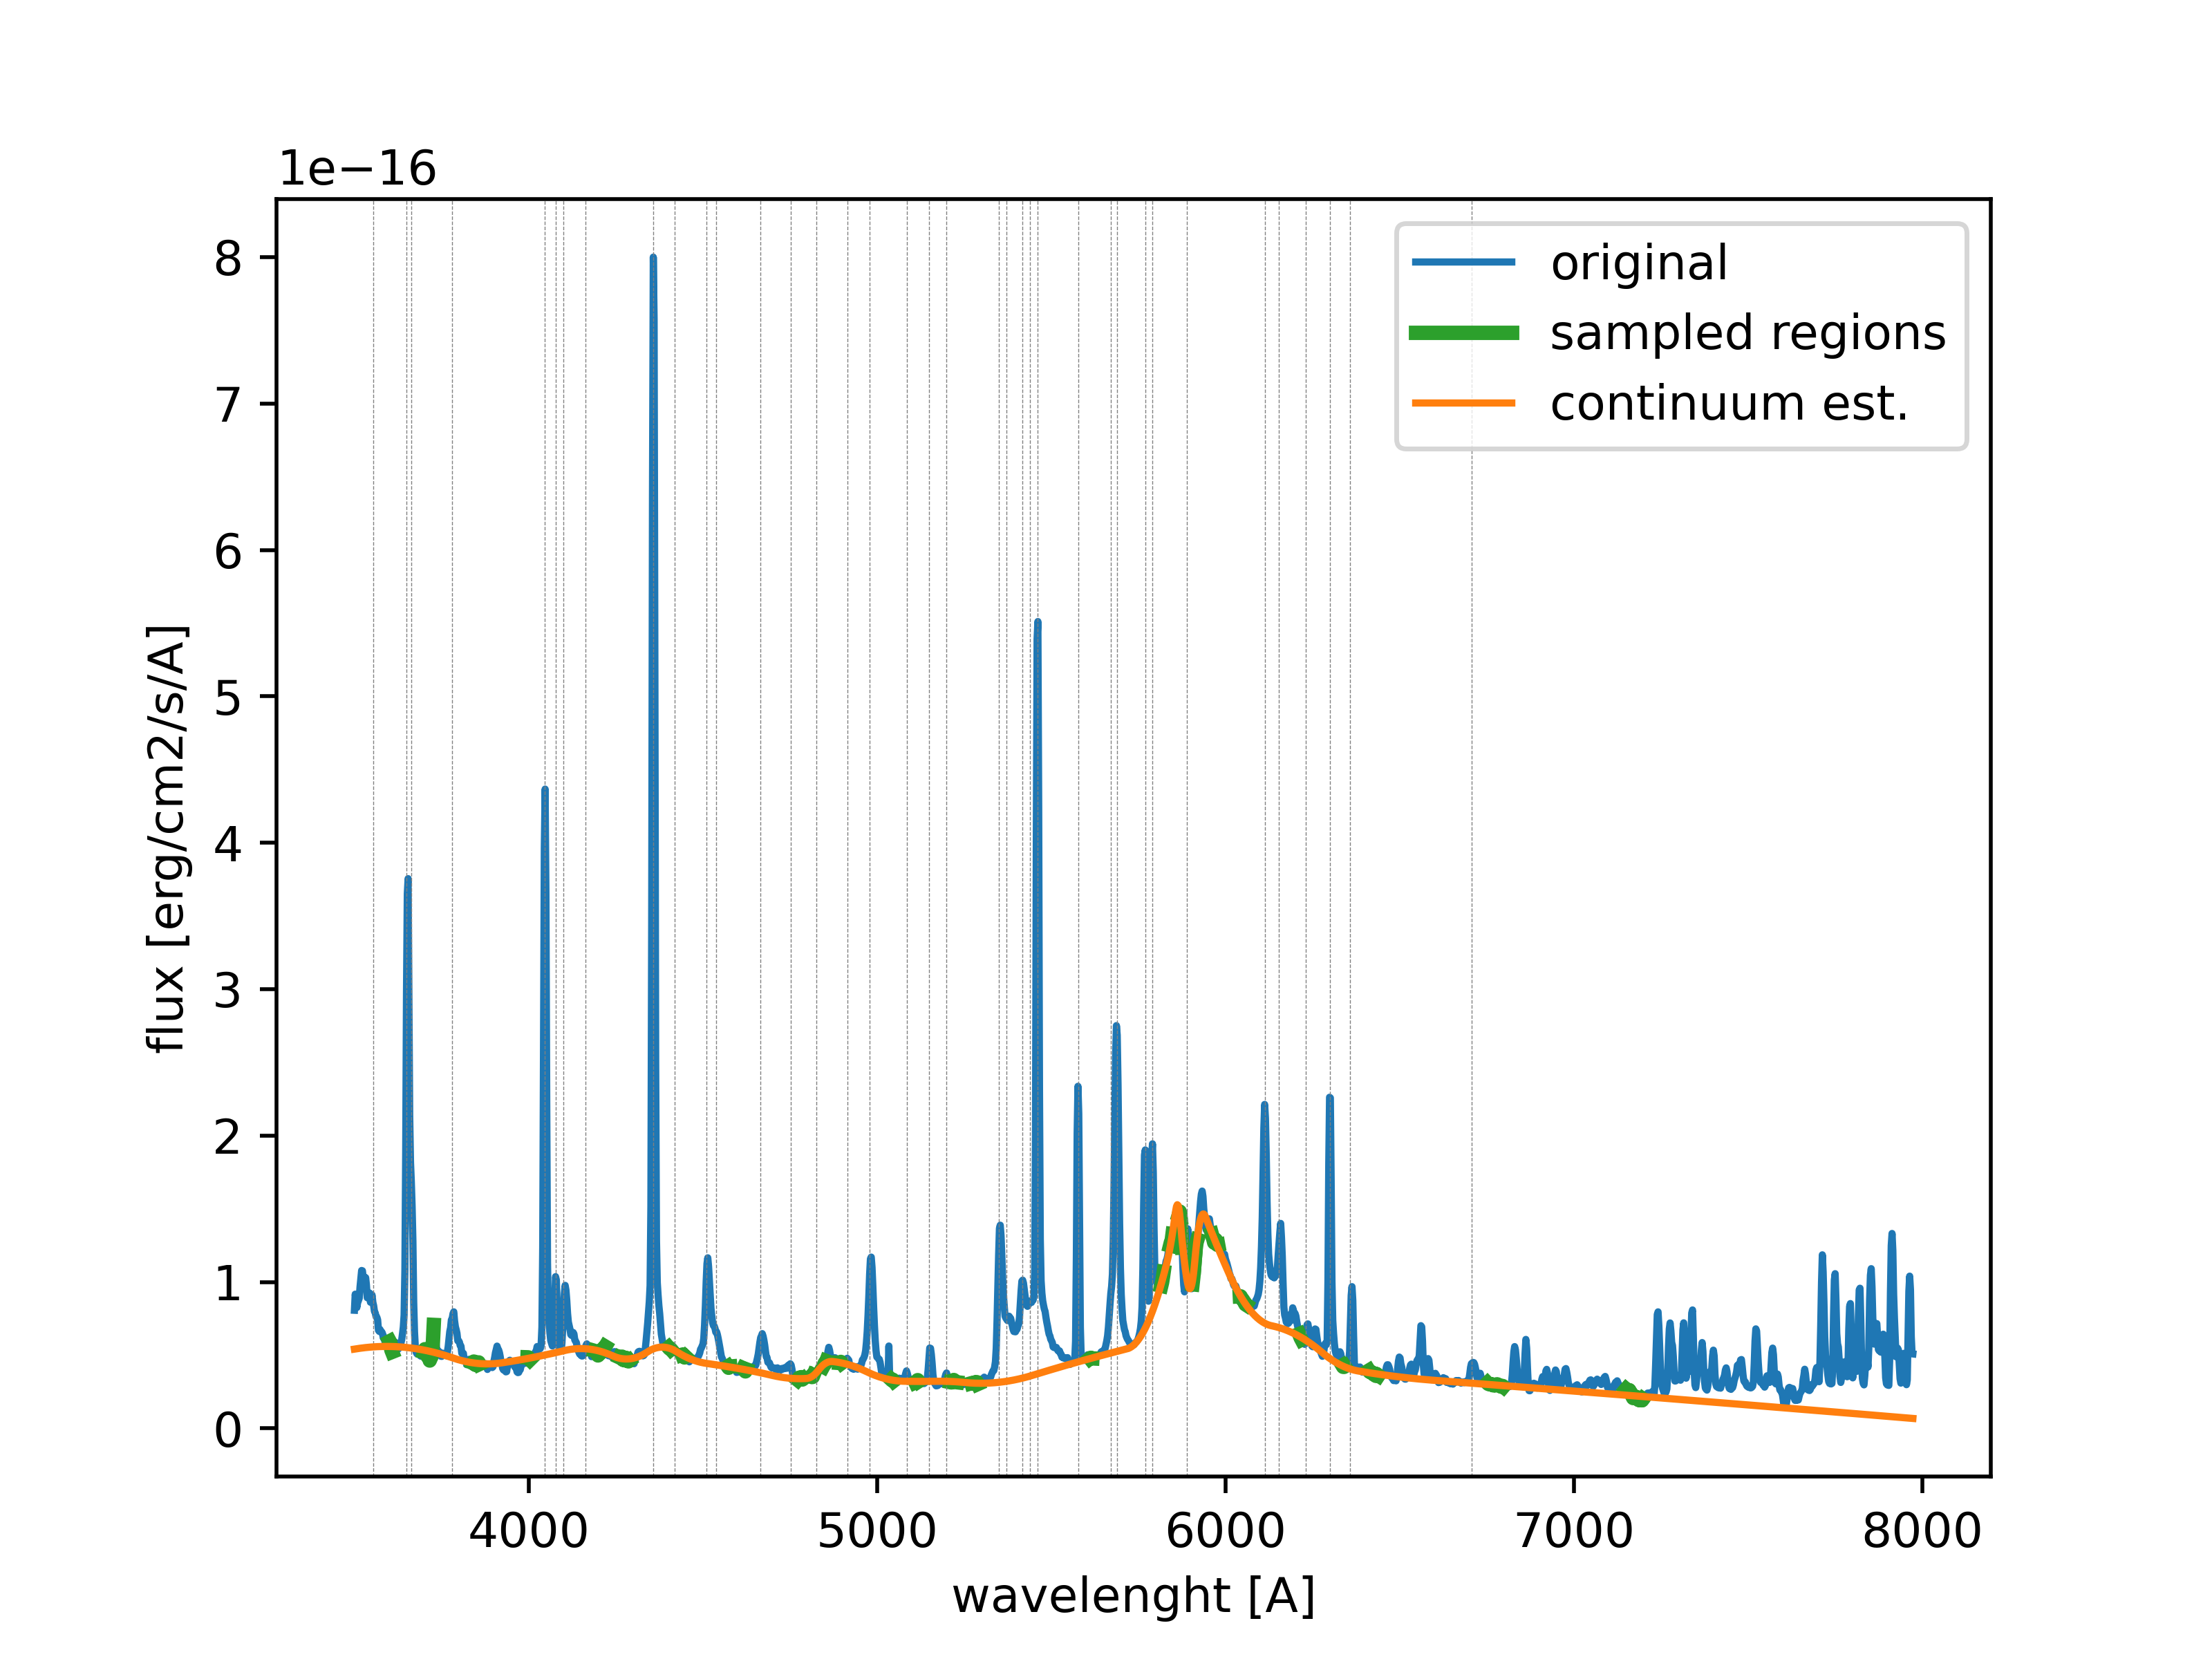 1e−16
8
7
6
5
4
3
2
1
0
flux [erg/cm2/s/A]
original
sampled regions
continuum est.
4000 5000 6000 7000 8000
wavelenght [A]